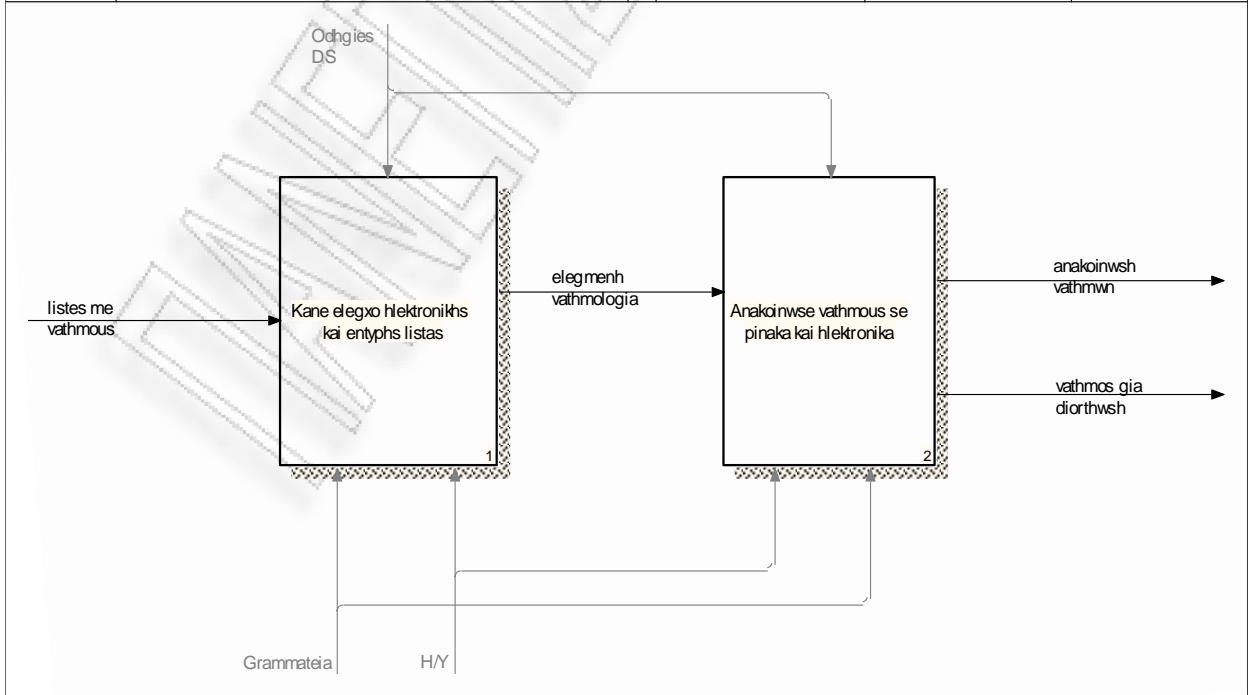 Odhgies
DS
listes me
vathmous
Kane elegxo hlektronikhs
kai entyphs listas
1
elegmenh
vathmologia
Anakoinwse vathmous se
pinaka kai hlektronika
2
anakoinwsh
vathmwn
vathmos gia
diorthwsh
Grammateia
H/Y